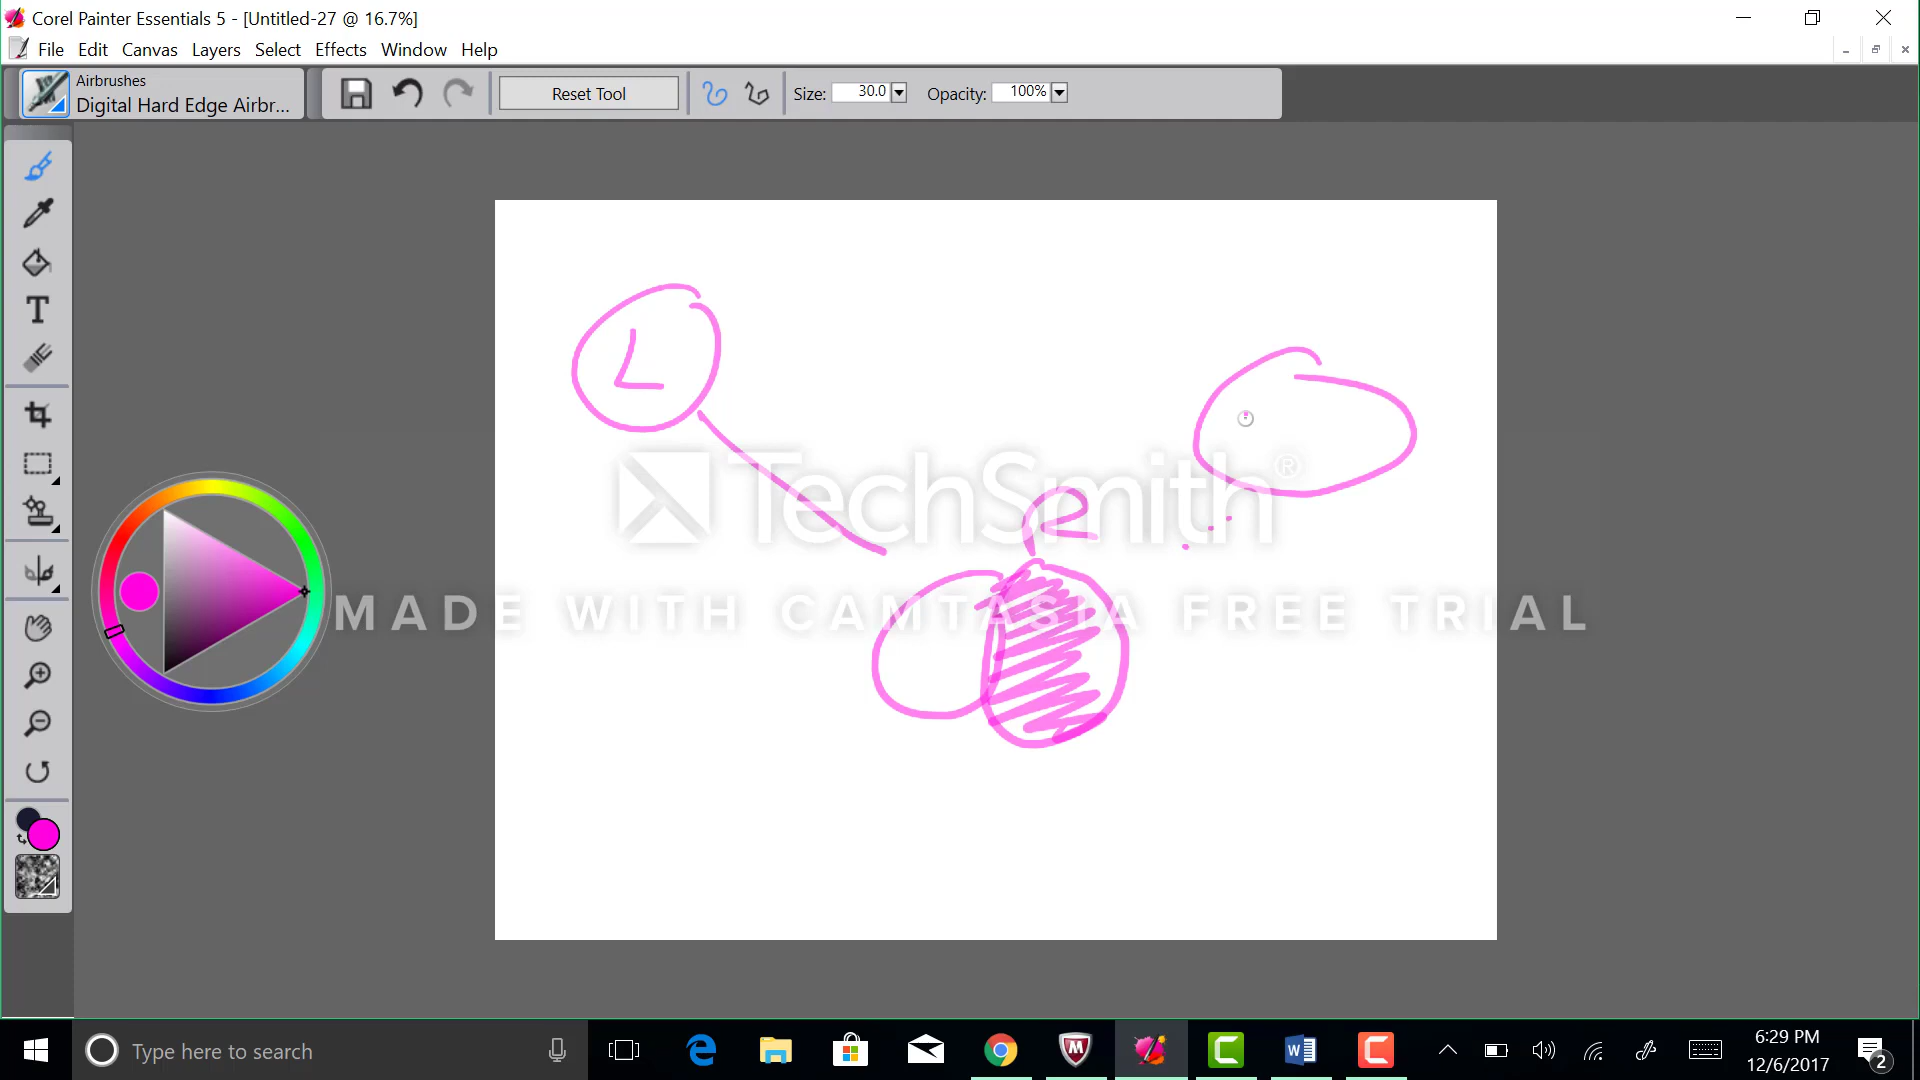 Corel Painter Essentials 5 - [Untitled-27 @ 16.7%]
File Edit Canvas Layers Select Effects Window Help
Airbrushes
Digital Hard Edge Airbr...
Reset Tool
Size: 30.0
Opacity: 100%
T
L
2
TechSmith®
MADE WITH CAMTASIA FREE TRIAL
Type here to search
6:29 PM
12/6/2017
2